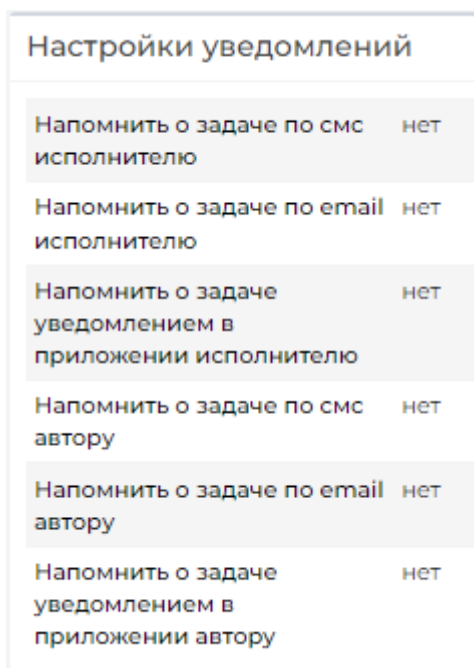 Настройки уведомлений
Напомнить о задаче по смс нет
исполнителю
Напомнить о задаче по email нет
исполнителю
Напомнить о задаче нет
уведомлением в
приложении исполнителю
Напомнить о задаче по смс нет
автору
Напомнить о задаче по email нет
автору
Напомнить о задаче нет
уведомлением в
приложении автору